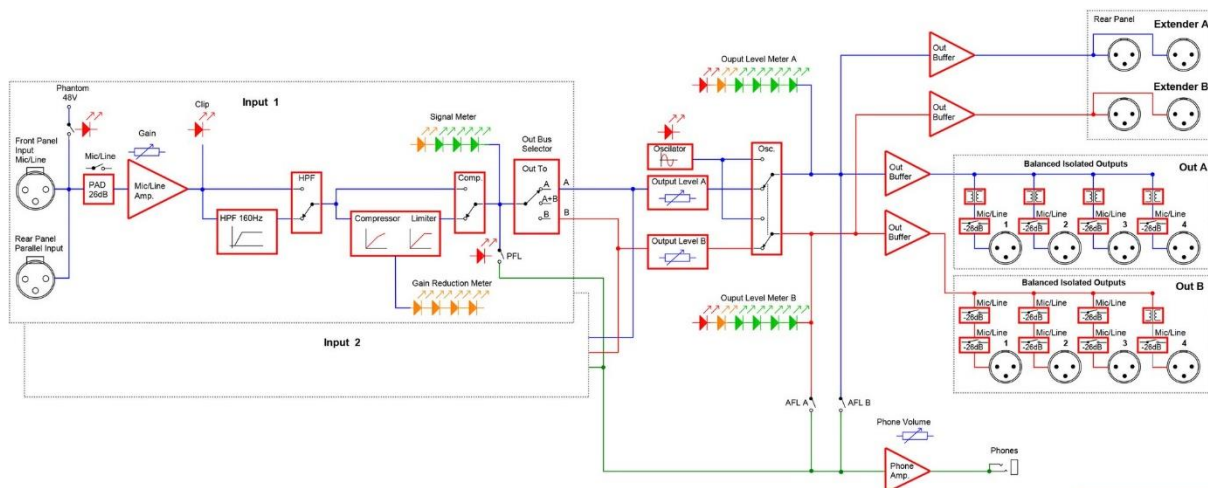 Rear Panel
Extender A
Extender B
Out
Buffer
Out
Buffer
Ouput Level Meter A
Phantom
48V
Input 1
Clip
Signal Meter
Front Panel
Input
Mic/Line
Mic/Line
Gain
PAD
26dB
Mic/Line
Amp.
HPF
HPF 160Hz
Comp.
Compressor
Limiter
Out Bus
Selector
Out To
A
A+B
B
A
B
Oscilator
Output Level A
Output Level B
Osc.
Out
Buffer
Out
Buffer
Balanced Isolated Outputs
Out A
Mic/Line
Mic/Line
Mic/Line
Mic/Line
-26dB
1
-26dB
2
-26dB
3
-26dB
4
Rear Panel
Parallel Input
PFL
Gain Reduction Meter
Input 2
Ouput Level Meter B
Balanced Isolated Outputs
Out B
Mic/Line
Mic/Line
Mic/Line
-26dB
-26dB
-26dB
Mic/Line
Mic/Line
Mic/Line
Mic/Line
-26dB
1
-26dB
2
-26dB
3
-26dB
4
AFL A
AFL B
Phone Volume
Phone
Amp.
Phones